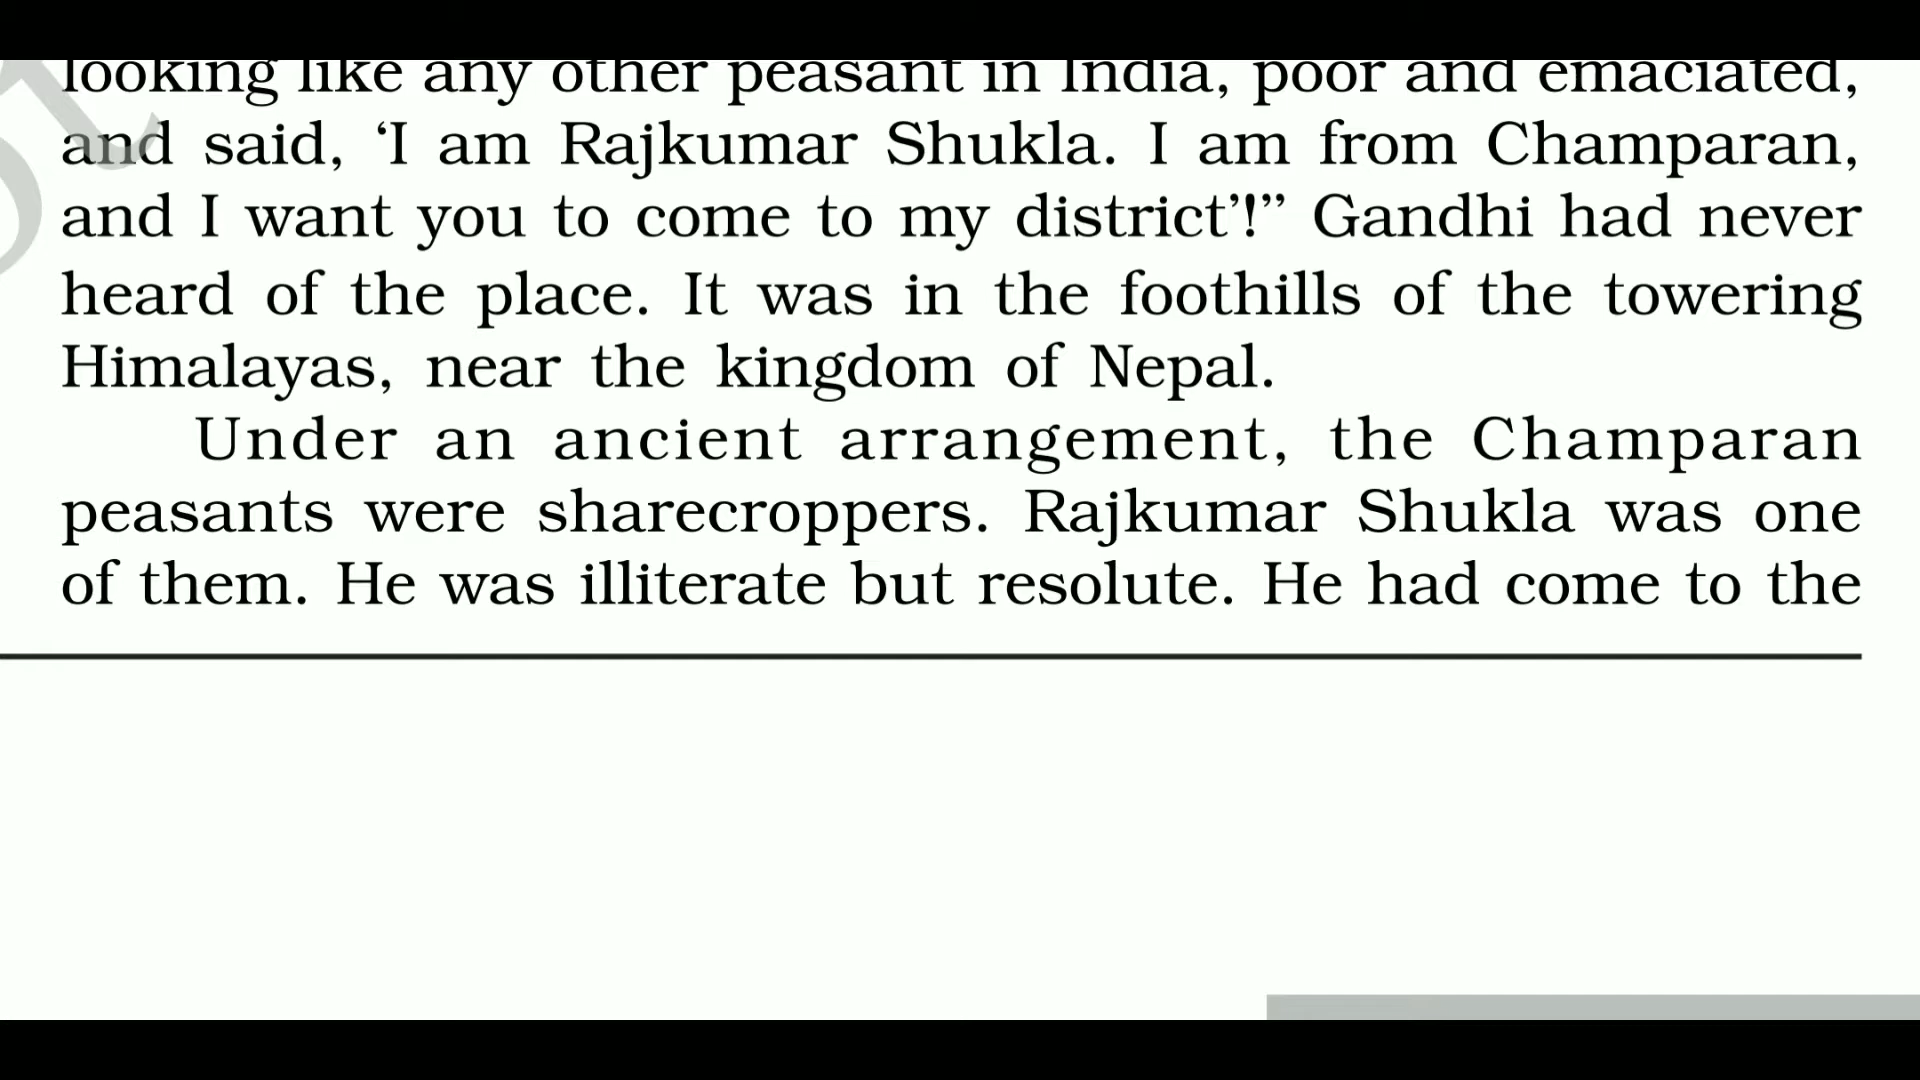 looking like any other peasant in India, poor and emaciated,
and said, ‘I am Rajkumar Shukla. I am from Champaran,
and I want you to come to my district’!” Gandhi had never
heard of the place. It was in the foothills of the towering
Himalayas, near the kingdom of Nepal.
Under an ancient arrangement, the Champaran
peasants were sharecroppers. Rajkumar Shukla was one
of them. He was illiterate but resolute. He had come to the